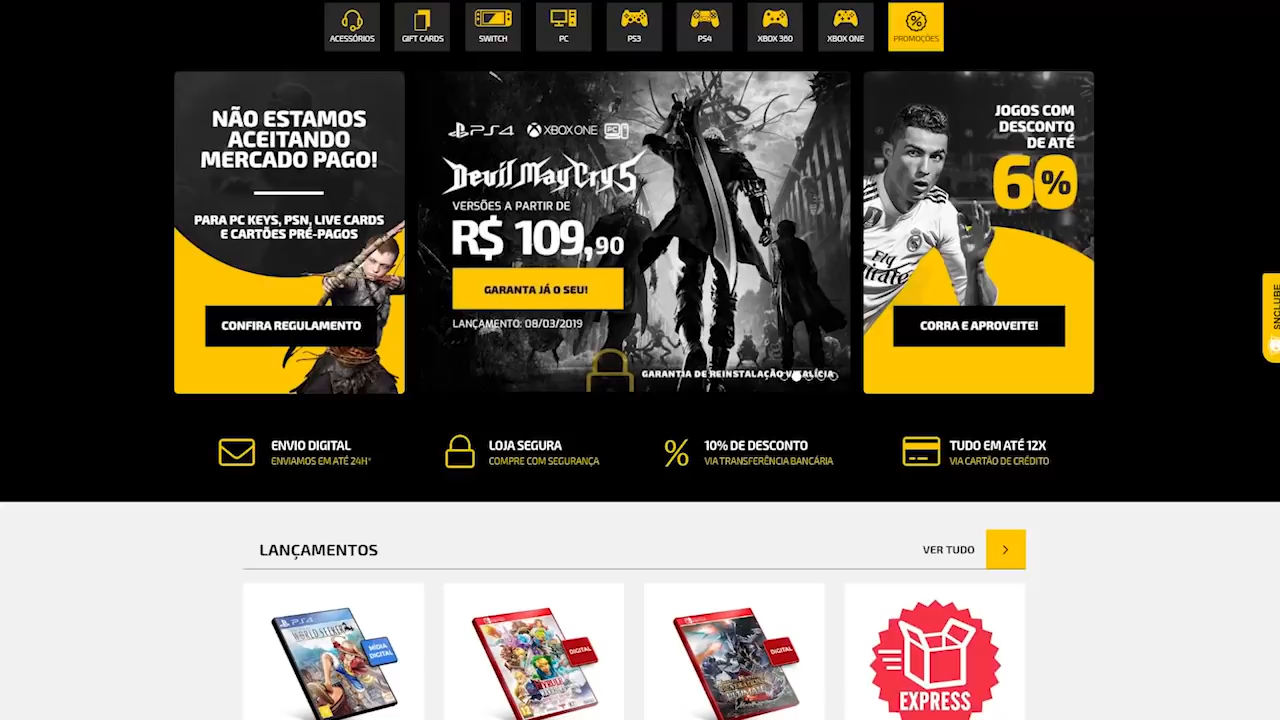 ACESSÓRIOS
GIFT CARDS
SWITCH
PC
PS3
PS4
XBOX 360
XBOX ONE
PROMOÇÕES
NÃO ESTAMOS
ACEITANDO
MERCADO PAGO!
PARA PC KEYS, PSN, LIVE CARDS
E CARTÕES PRÉ-PAGOS
CONFIRA REGULAMENTO
PS4 XBOX ONE PC
Devil May Cry 5
VERSÕES A PARTIR DE
R$ 109,90
GARANTA JÁ O SEU!
LANÇAMENTO: 08/03/2019
GARANTIA DE REINSTALAÇÃO VITALÍCIA
JOGOS COM
DESCONTO
DE ATÉ
60%
Fly
Emirates
CORRA E APROVEITE!
SNCLUBE
ENVIO DIGITAL
ENVIAMOS EM ATÉ 24H*
LOJA SEGURA
COMPRE COM SEGURANÇA
10% DE DESCONTO
VIA TRANSFERÊNCIA BANCÁRIA
TUDO EM ATÉ 12X
VIA CARTÃO DE CRÉDITO
LANÇAMENTOS
VER TUDO
PS4
WORLD SEEKER
MÍDIA
DIGITAL
DIGITAL
GENERATIONS
ULTIMATE
DIGITAL
EXPRESS